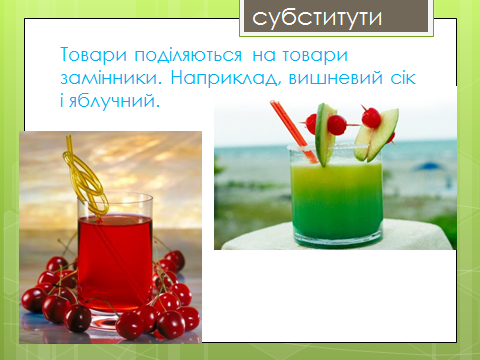 субститути
Товари поділяються на товари
замінники. Наприклад, вишневий сік
і яблучний.